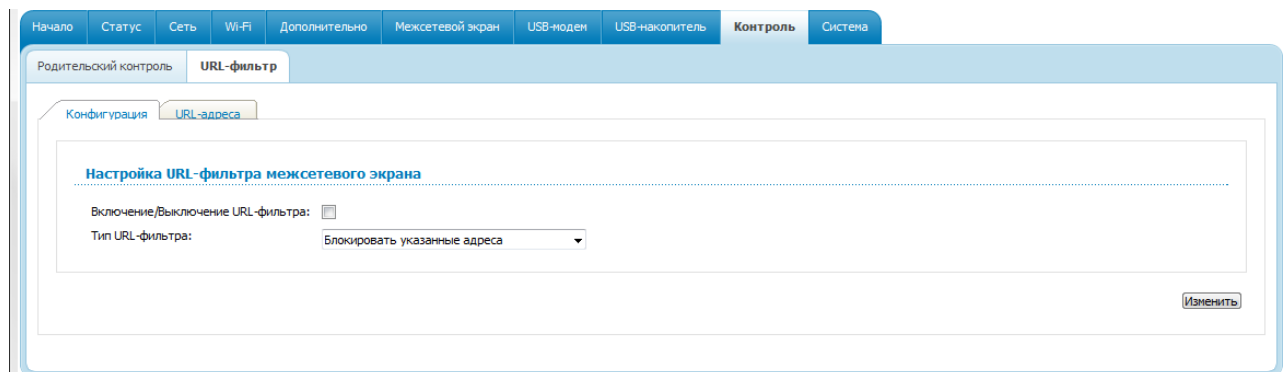 Начало Статус Сеть Wi-Fi Дополнительно Межсетевой экран USB-модем USB-накопитель Контроль Система
Родительский контроль URL-фильтр
Конфигурация URL-адреса
Настройка URL-фильтра межсетевого экрана
Включение/Выключение URL-фильтра:
Тип URL-фильтра: Блокировать указанные адреса
Изменить